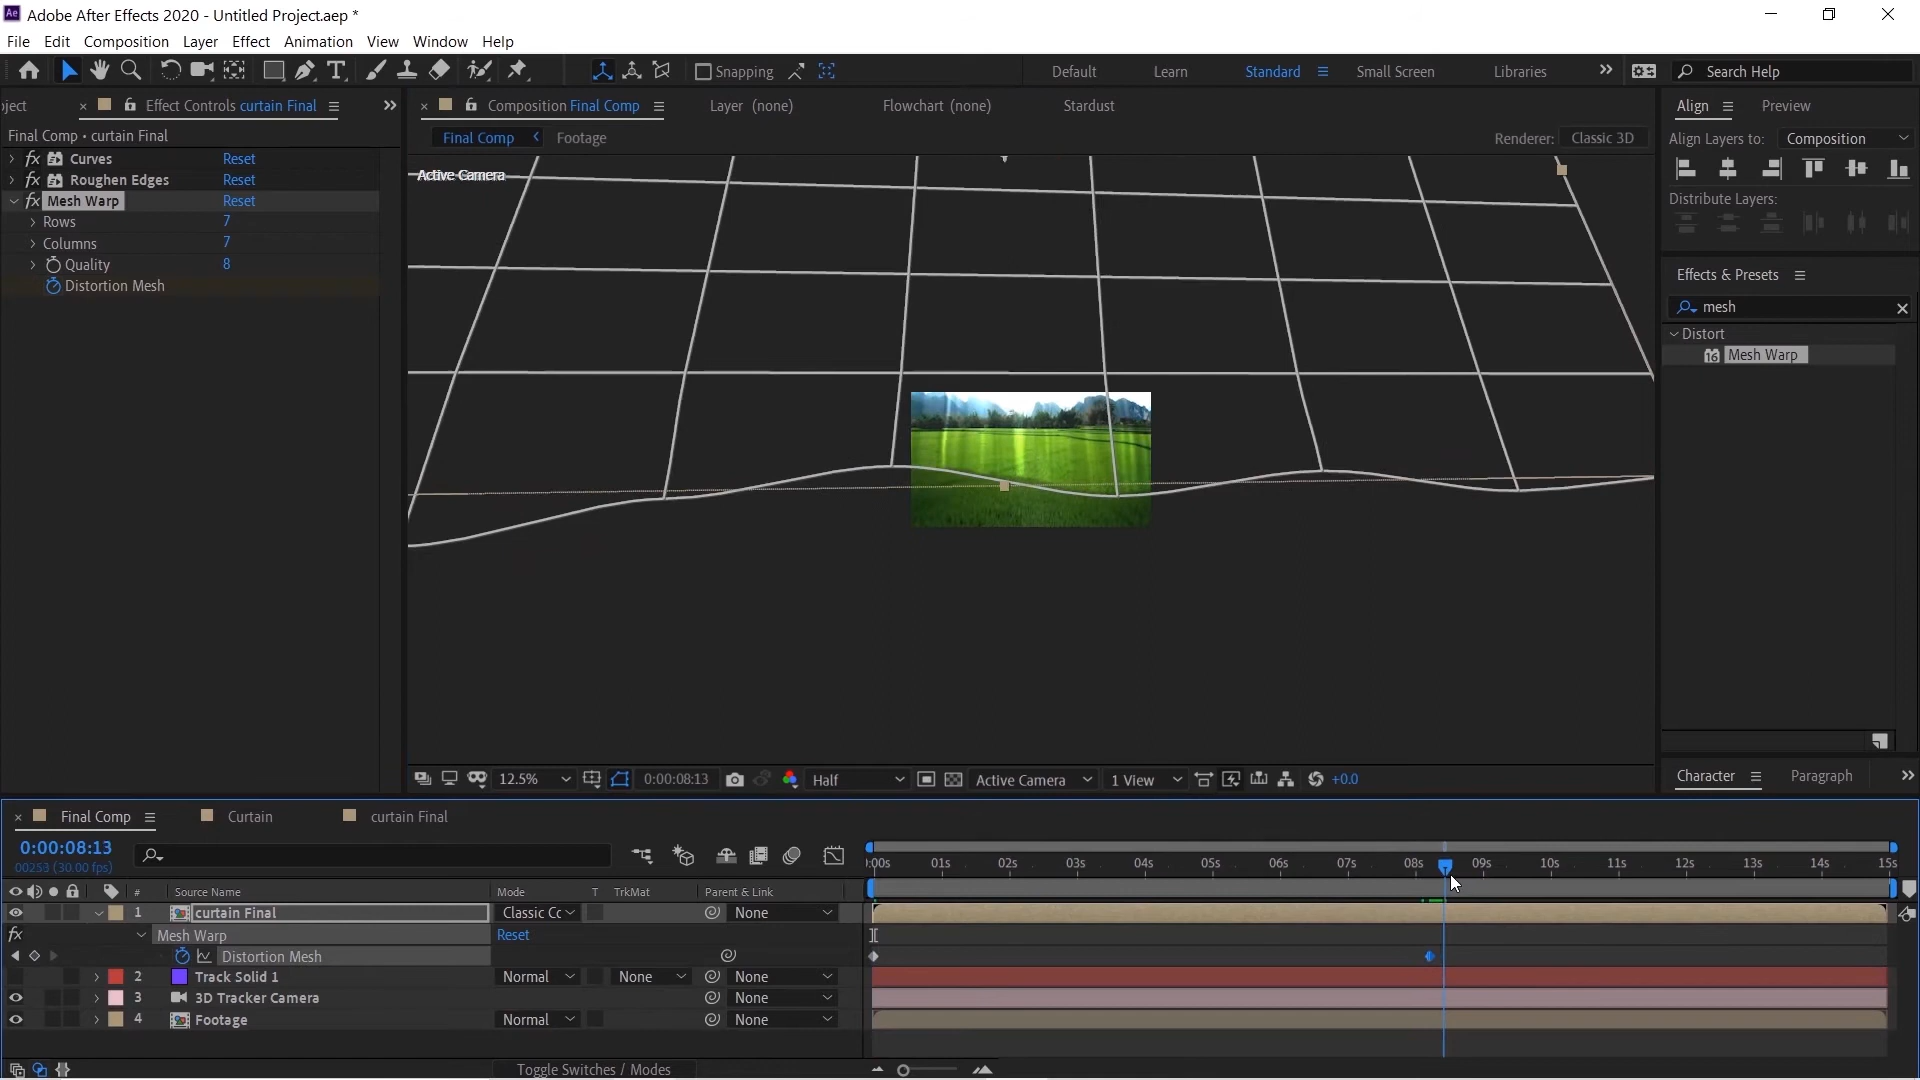 Adobe After Effects 2020 - Untitled Project.aep *
File Edit Composition Layer Effect Animation View Window Help
Snapping Default Learn Standard Small Screen Libraries Search Help
ject Effect Controls curtain Final Composition Final Comp Layer (none) Flowchart (none) Stardust Align Preview
Final Comp • curtain Final Final Comp Footage Renderer: Classic 3D Align Layers to: Composition
fx Curves Reset Active Camera
fx Roughen Edges Reset
fx Mesh Warp Reset Distribute Layers:
Rows 7
Columns 7
Quality 8 Effects & Presets
Distortion Mesh
mesh
Distort
16 Mesh Warp
12.5% 0:00:08:13 Half Active Camera 1 View +0.0 Character Paragraph
Final Comp Curtain curtain Final
0:00:08:13
00253 (30.00 fps)
:00s 01s 02s 03s 04s 05s 06s 07s 08s 09s 10s 11s 12s 13s 14s 15s
# Source Name Mode T TrkMat Parent & Link
1 curtain Final Classic Cc None
fx Mesh Warp Reset
Distortion Mesh
2 Track Solid 1 Normal None None
3 3D Tracker Camera None
4 Footage Normal None
Toggle Switches / Modes